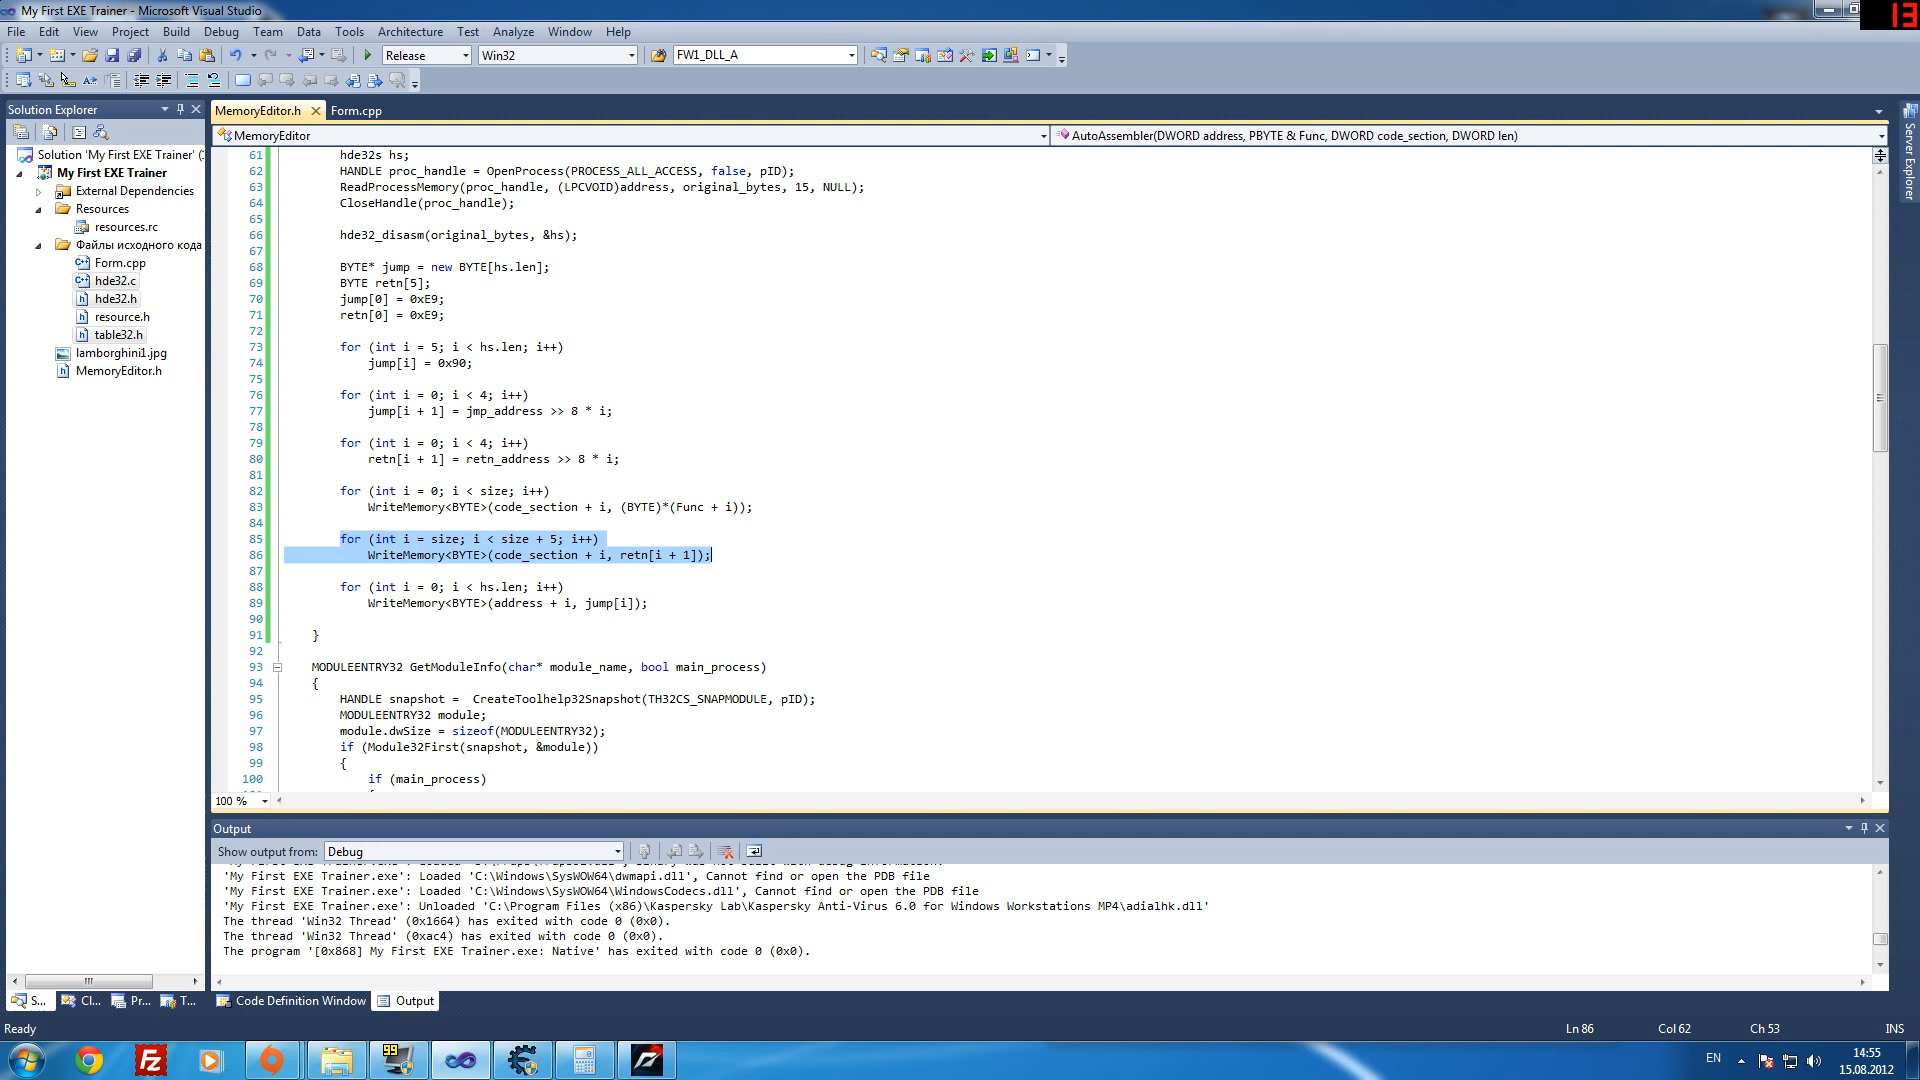 My First EXE Trainer - Microsoft Visual Studio
13
File Edit View Project Build Debug Team Data Tools Architecture Test Analyze Window Help
Release Win32 FW1_DLL_A
Solution Explorer
MemoryEditor.h Form.cpp
MemoryEditor AutoAssembler(DWORD address, PBYTE & Func, DWORD code_section, DWORD len)
Server Explorer
Solution 'My First EXE Trainer' (
My First EXE Trainer
External Dependencies
Resources
resources.rc
Файлы исходного кода
Form.cpp
hde32.c
hde32.h
resource.h
table32.h
lamborghini1.jpg
MemoryEditor.h
61 hde32s hs;
62 HANDLE proc_handle = OpenProcess(PROCESS_ALL_ACCESS, false, pID);
63 ReadProcessMemory(proc_handle, (LPCVOID)address, original_bytes, 15, NULL);
64 CloseHandle(proc_handle);
65
66 hde32_disasm(original_bytes, &hs);
67
68 BYTE* jump = new BYTE[hs.len];
69 BYTE retn[5];
70 jump[0] = 0xE9;
71 retn[0] = 0xE9;
72
73 for (int i = 5; i < hs.len; i++)
74 jump[i] = 0x90;
75
76 for (int i = 0; i < 4; i++)
77 jump[i + 1] = jmp_address >> 8 * i;
78
79 for (int i = 0; i < 4; i++)
80 retn[i + 1] = retn_address >> 8 * i;
81
82 for (int i = 0; i < size; i++)
83 WriteMemory<BYTE>(code_section + i, (BYTE)*(Func + i));
84
85 for (int i = size; i < size + 5; i++)
86 WriteMemory<BYTE>(code_section + i, retn[i + 1]);
87
88 for (int i = 0; i < hs.len; i++)
89 WriteMemory<BYTE>(address + i, jump[i]);
90
91 }
92
93 MODULEENTRY32 GetModuleInfo(char* module_name, bool main_process)
94 {
95 HANDLE snapshot = CreateToolhelp32Snapshot(TH32CS_SNAPMODULE, pID);
96 MODULEENTRY32 module;
97 module.dwSize = sizeof(MODULEENTRY32);
98 if (Module32First(snapshot, &module))
99 {
100 if (main_process)
100 %
Output
Show output from: Debug
'My First EXE Trainer.exe': Loaded 'C:\Windows\SysWOW64\dwmapi.dll', Cannot find or open the PDB file
'My First EXE Trainer.exe': Loaded 'C:\Windows\SysWOW64\WindowsCodecs.dll', Cannot find or open the PDB file
'My First EXE Trainer.exe': Unloaded 'C:\Program Files (x86)\Kaspersky Lab\Kaspersky Anti-Virus 6.0 for Windows Workstations MP4\adialhk.dll'
The thread 'Win32 Thread' (0x1664) has exited with code 0 (0x0).
The thread 'Win32 Thread' (0xac4) has exited with code 0 (0x0).
The program '[0x868] My First EXE Trainer.exe: Native' has exited with code 0 (0x0).
S... Cl... Pr... T... Code Definition Window Output
Ready Ln 86 Col 62 Ch 53 INS
99
EN
14:55
15.08.2012